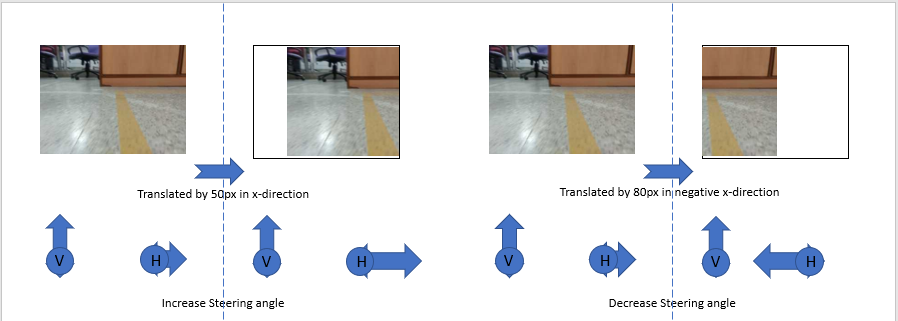 Translated by 50px in x-direction
Translated by 80px in negative x-direction
V
H
V
H
V
H
V
H
Increase Steering angle
Decrease Steering angle